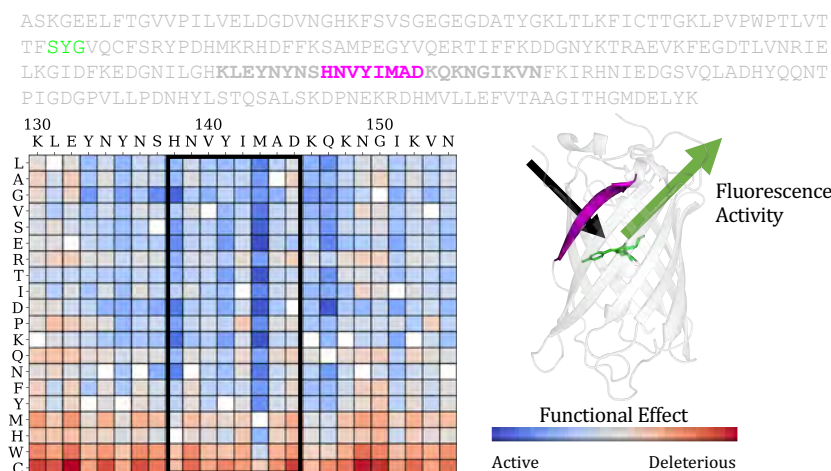 ASKGEELFTGVVPILVELDGDVNGHKFSVSGEGEGDATYGKLTLKFICTTGKLPVPWPTLVT
TFSYGVQCFSRYPDHMKRHDFFKSAMPEGYVQERTIFFKDDGNYKTRAEVKFEGDTLVNRIE
LKGIDFKEDGNILGHKLEYNYNSHNVYIMADKQKNGIKVNFKIRHNIEDGSVQLADHYQQNT
PIGDGPVLLPDNHYLSTQSALSKDPNEKRDHMVLLEFVTAAGITHGMDELYK
130 140 150
K L E Y N Y N S H N V Y I M A D K Q K N G I K V N
L
A
G
V
S
E
R
T
I
D
P
K
Q
N
F
Y
M
H
W
C
Fluorescence
Activity
Functional Effect
Active Deleterious